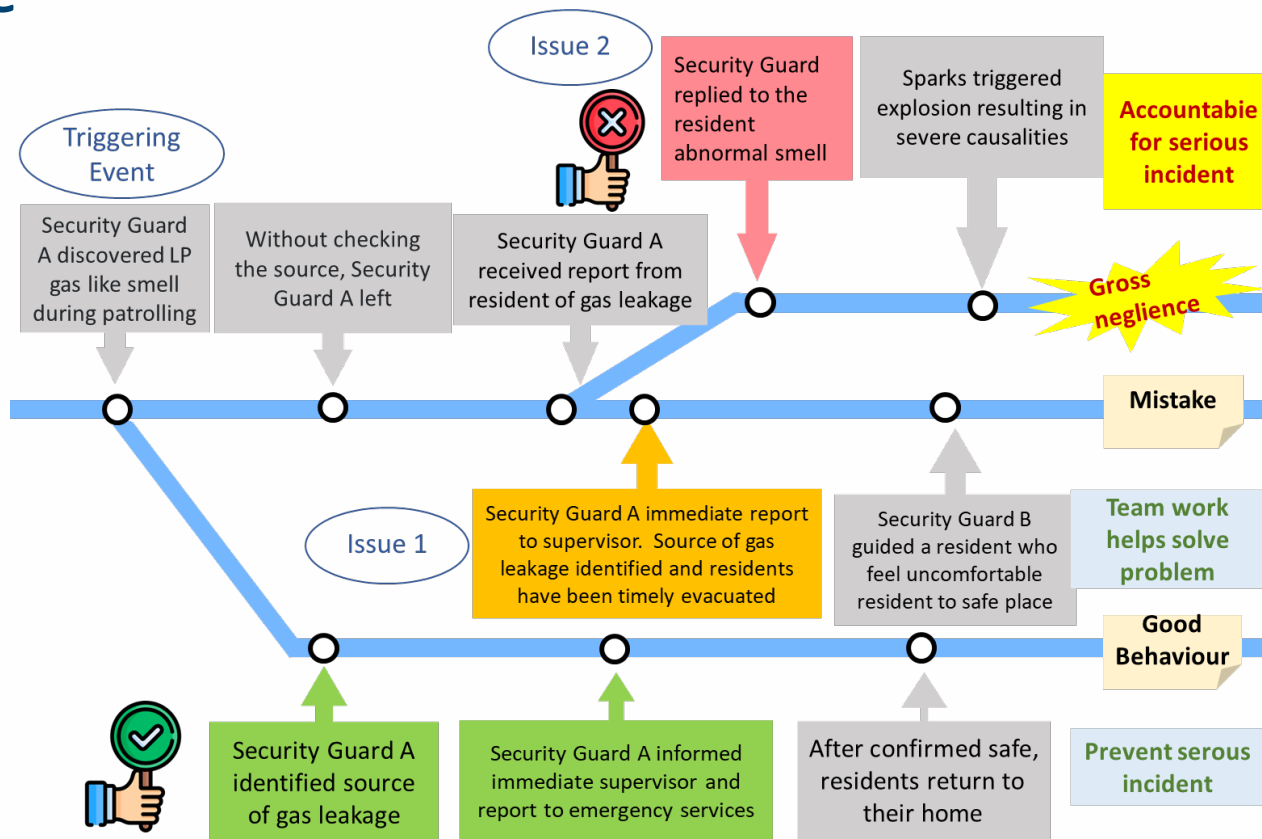 Issue 2
Triggering
Event
Security Guard
replied to the
resident
abnormal smell
Sparks triggered
explosion resulting in
severe causalities
Accountabie
for serious
incident
Security Guard
A discovered LP
gas like smell
during patrolling
Without checking
the source, Security
Guard A left
Security Guard A
received report from
resident of gas leakage
Gross
neglience
Mistake
Issue 1
Security Guard A immediate report
to supervisor.  Source of gas
leakage identified and residents
have been timely evacuated
Security Guard B
guided a resident who
feel uncomfortable
resident to safe place
Team work
helps solve
problem
Good
Behaviour
Security Guard A
identified source
of gas leakage
Security Guard A informed
immediate supervisor and
report to emergency services
After confirmed safe,
residents return to
their home
Prevent serous
incident